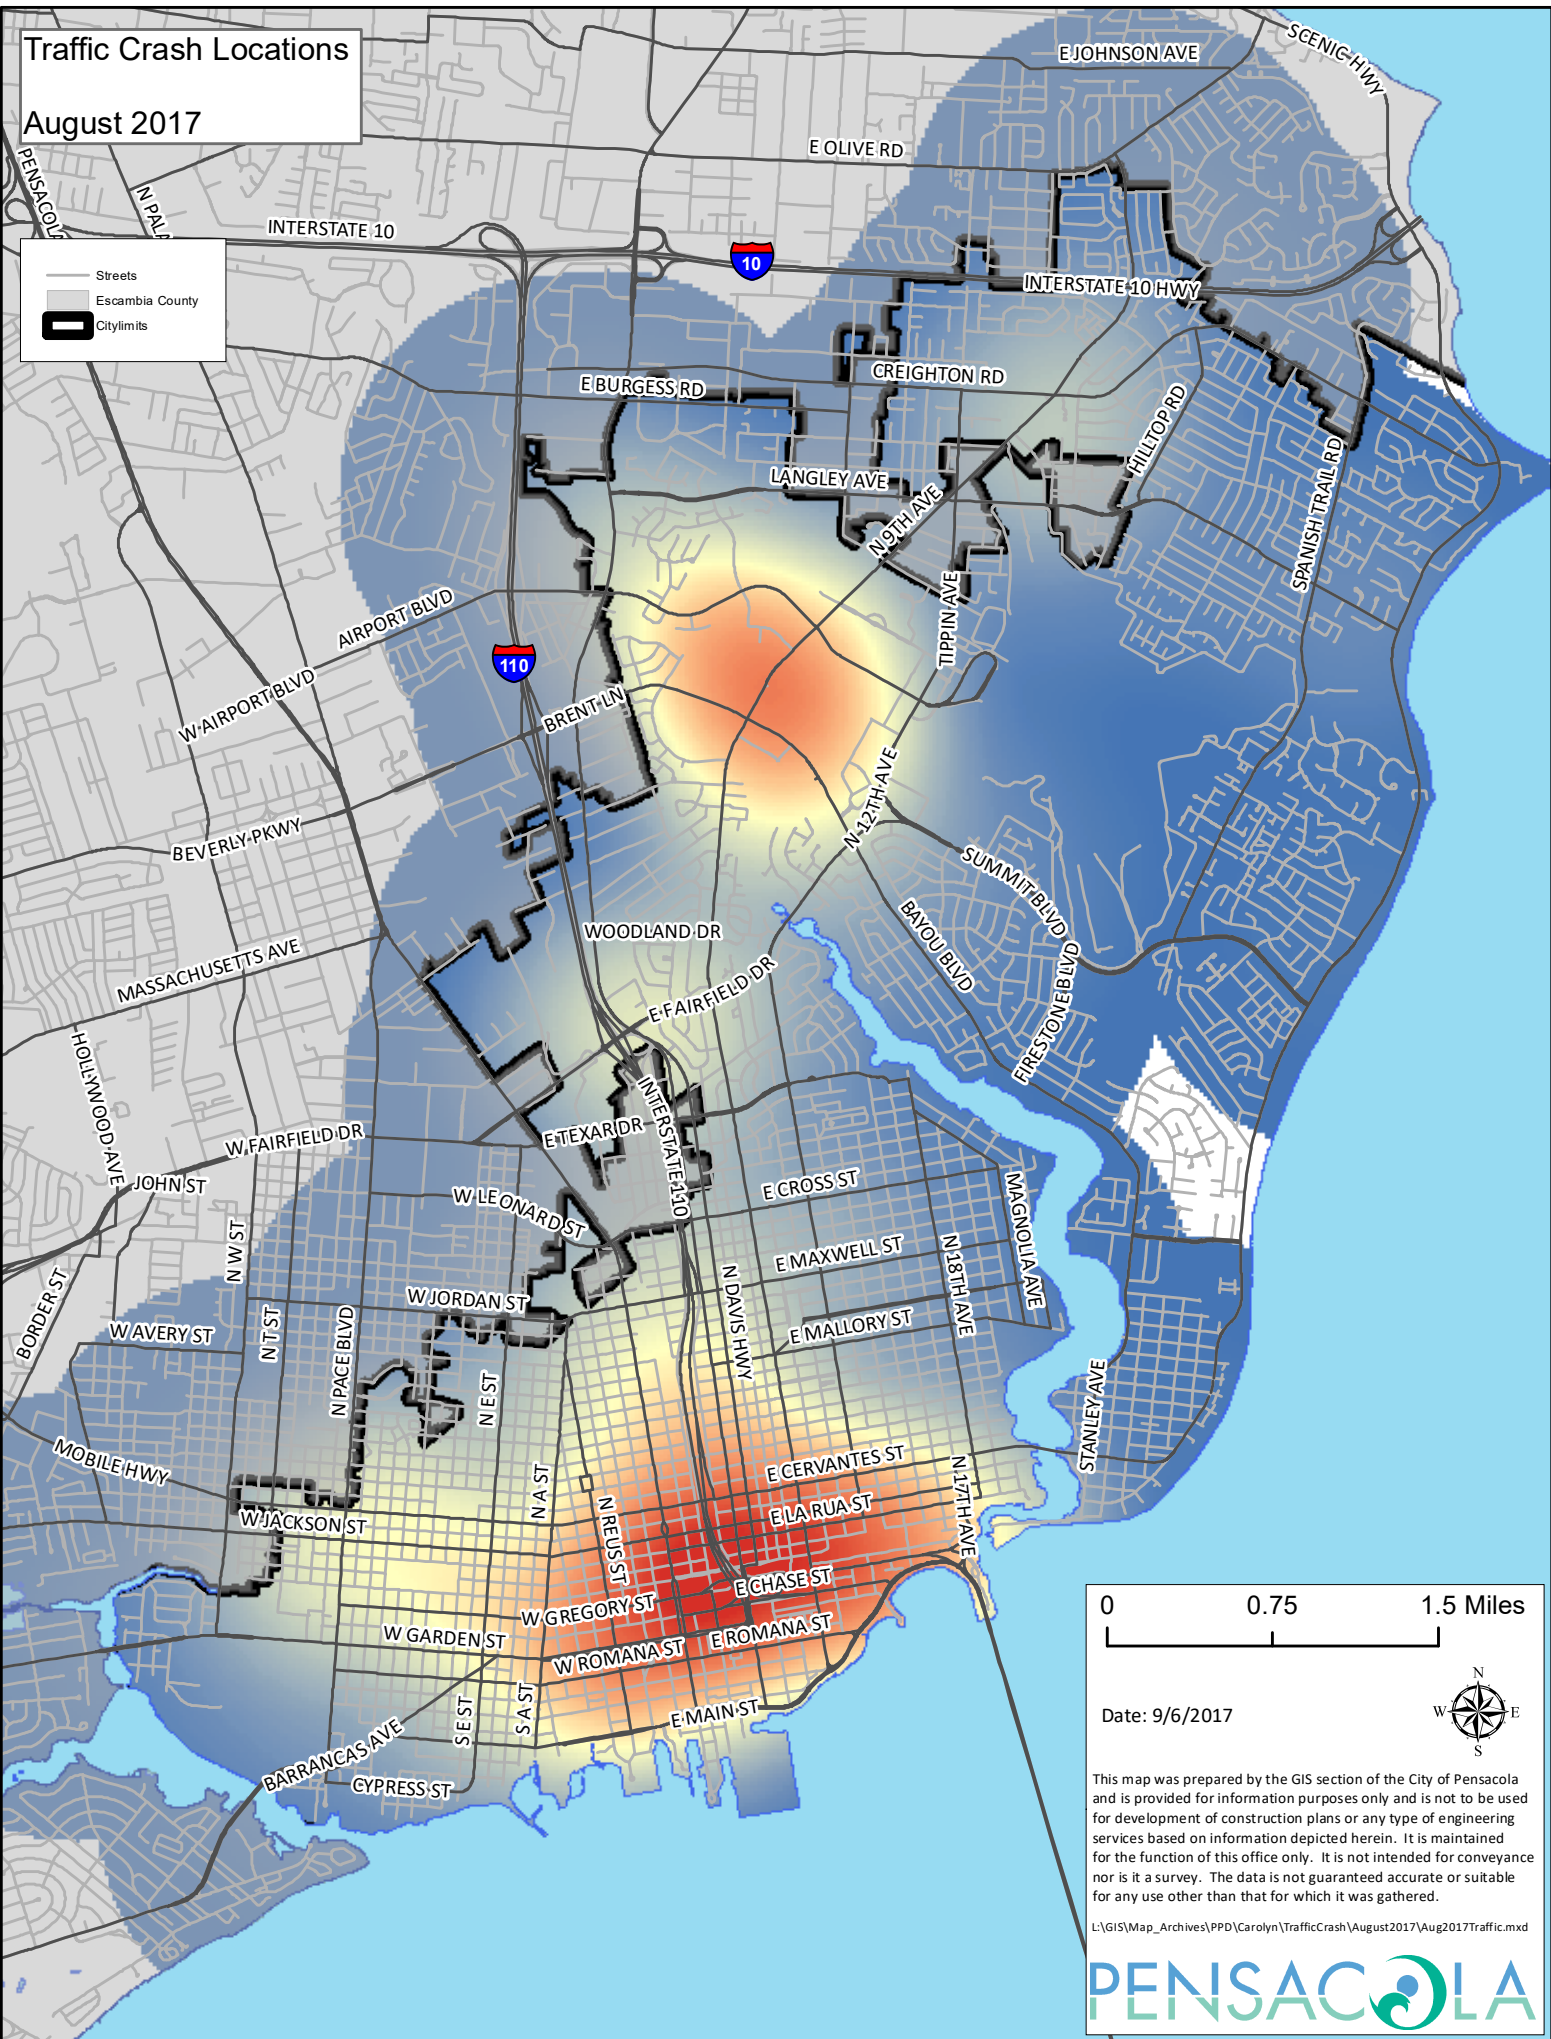 Traffic Crash Locations
August 2017
E JOHNSON AVE
SCENIC HWY
E OLIVE RD
PENSACOLA
N PALA
INTERSTATE 10
10
INTERSTATE 10 HWY
Streets
Escambia County
Citylimits
CREIGHTON RD
E BURGESS RD
HILLTOP RD
LANGLEY AVE
SPANISH TRAIL RD
N 9TH AVE
TIPPIN AVE
AIRPORT BLVD
110
W AIRPORT BLVD
BRENT LN
N 12TH AVE
BEVERLY PKWY
SUMMIT BLVD
BAYOU BLVD
WOODLAND DR
MASSACHUSETTS AVE
E FAIRFIELD DR
FIRESTONE BLVD
HOLLYWOOD AVE
INTERSTATE 110
E TEXAR DR
W FAIRFIELD DR
JOHN ST
E CROSS ST
MAGNOLIA AVE
W LEONARD ST
N W ST
E MAXWELL ST
N 18TH AVE
BORDER ST
W JORDAN ST
N DAVIS HWY
W AVERY ST
N T ST
N PACE BLVD
E MALLORY ST
N E ST
STANLEY AVE
MOBILE HWY
E CERVANTES ST
N 17TH AVE
N A ST
N REUS ST
E LA RUA ST
W JACKSON ST
E CHASE ST
W GREGORY ST
W GARDEN ST
E ROMANA ST
W ROMANA ST
S E ST
S A ST
E MAIN ST
BARRANCAS AVE
CYPRESS ST
0 0.75 1.5 Miles
N
W E
S
Date: 9/6/2017
This map was prepared by the GIS section of the City of Pensacola
and is provided for information purposes only and is not to be used
for development of construction plans or any type of engineering
services based on information depicted herein. It is maintained
for the function of this office only. It is not intended for conveyance
nor is it a survey. The data is not guaranteed accurate or suitable
for any use other than that for which it was gathered.
L:\GIS\Map_Archives\PPD\Carolyn\TrafficCrash\August2017\Aug2017Traffic.mxd
PENSACOLA